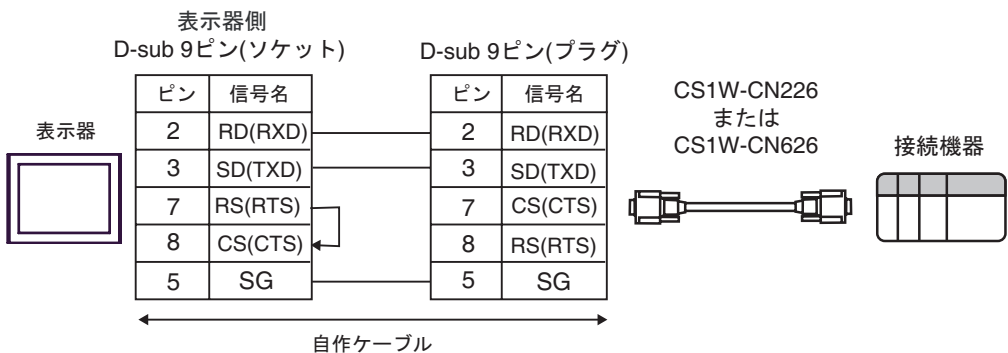 表示器側
D-sub 9ピン(ソケット)
D-sub 9ピン(プラグ)
ピン 信号名
2 RD(RXD)
3 SD(TXD)
7 RS(RTS)
8 CS(CTS)
5 SG
ピン 信号名
2 RD(RXD)
3 SD(TXD)
7 CS(CTS)
8 RS(RTS)
5 SG
表示器
CS1W-CN226
または
CS1W-CN626
接続機器
自作ケーブル